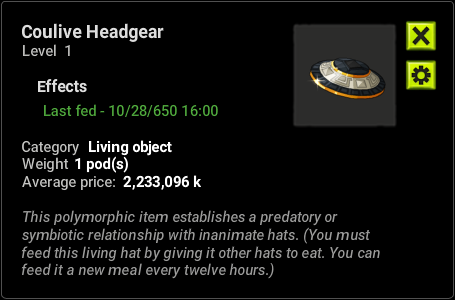 Coulive Headgear
Level 1
Effects
Last fed - 10/28/650 16:00
Category Living object
Weight 1 pod(s)
Average price: 2,233,096 k
This polymorphic item establishes a predatory or
symbiotic relationship with inanimate hats. (You must
feed this living hat by giving it other hats to eat. You can
feed it a new meal every twelve hours.)